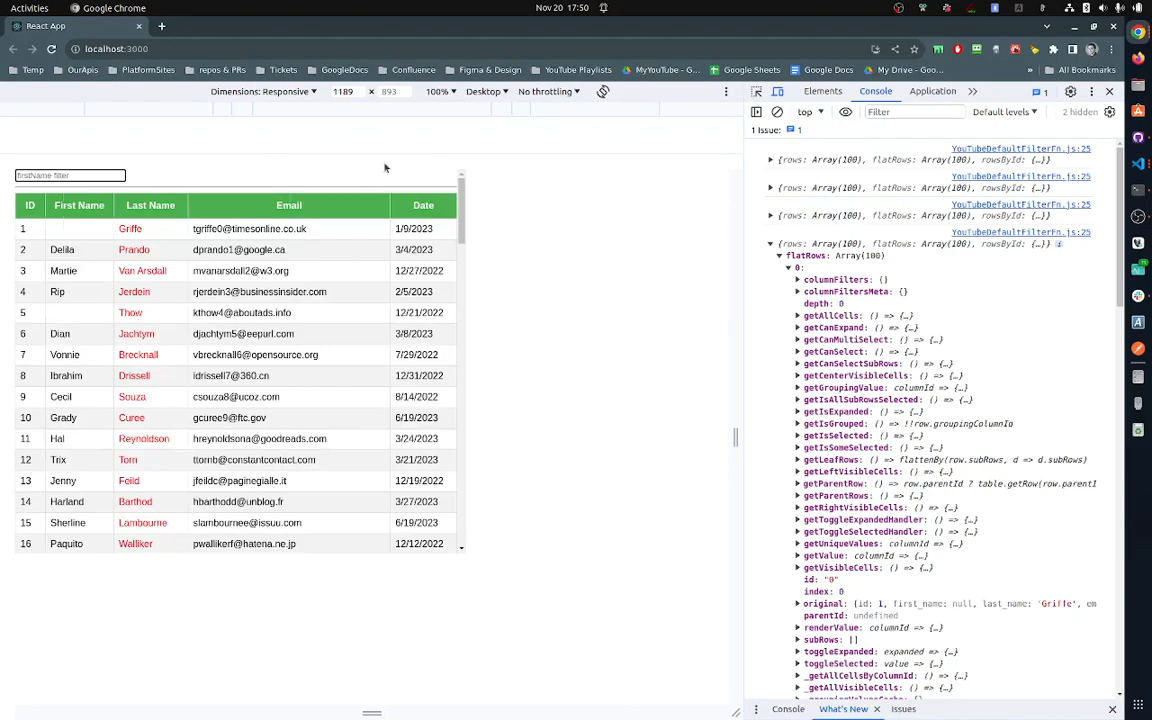 Activities Google Chrome Nov 20 17:50
React App
localhost:3000
Temp OurApis PlatformSites repos & PRs Tickets GoogleDocs Confluence Figma & Design YouTube Playlists MyYouTube - G... Google Sheets Google Docs My Drive - Goo... » All Bookmarks
Dimensions: Responsive 1189 × 893 100% Desktop No throttling
Elements Console Application » 1
top Filter Default levels 2 hidden
1 Issue: 1
firstName filter
ID First Name Last Name Email Date
1 Griffe tgriffe0@timesonline.co.uk 1/9/2023
2 Delila Prando dprando1@google.ca 3/4/2023
3 Martie Van Arsdall mvanarsdall2@w3.org 12/27/2022
4 Rip Jerdein rjerdein3@businessinsider.com 2/5/2023
5 Thow kthow4@aboutads.info 12/21/2022
6 Dian Jachtym djachtym5@eepurl.com 3/8/2023
7 Vonnie Brecknall vbrecknall6@opensource.org 7/29/2022
8 Ibrahim Drissell idrissell7@360.cn 12/31/2022
9 Cecil Souza csouza8@ucoz.com 8/14/2022
10 Grady Curee gcuree9@ftc.gov 6/19/2023
11 Hal Reynoldson hreynoldsona@goodreads.com 3/24/2023
12 Trix Torn ttornb@constantcontact.com 3/21/2023
13 Jenny Feild jfeildc@paginegialle.it 12/19/2022
14 Harland Barthod hbarthodd@unblog.fr 3/27/2023
15 Sherline Lambourne slambournee@issuu.com 6/19/2023
16 Paquito Walliker pwallikerf@hatena.ne.jp 12/12/2022
YouTubeDefaultFilterFn.js:25
{rows: Array(100), flatRows: Array(100), rowsById: {…}}
YouTubeDefaultFilterFn.js:25
{rows: Array(100), flatRows: Array(100), rowsById: {…}}
YouTubeDefaultFilterFn.js:25
{rows: Array(100), flatRows: Array(100), rowsById: {…}}
YouTubeDefaultFilterFn.js:25
{rows: Array(100), flatRows: Array(100), rowsById: {…}} i
flatRows: Array(100)
0:
columnFilters: {}
columnFiltersMeta: {}
depth: 0
getAllCells: () => {…}
getCanExpand: () => {…}
getCanMultiSelect: () => {…}
getCanSelect: () => {…}
getCanSelectSubRows: () => {…}
getCenterVisibleCells: () => {…}
getGroupingValue: columnId => {…}
getIsAllSubRowsSelected: () => {…}
getIsExpanded: () => {…}
getIsGrouped: () => !!row.groupingColumnId
getIsSelected: () => {…}
getIsSomeSelected: () => {…}
getLeafRows: () => flattenBy(row.subRows, d => d.subRows)
getLeftVisibleCells: () => {…}
getParentRow: () => row.parentId ? table.getRow(row.parentI
getParentRows: () => {…}
getRightVisibleCells: () => {…}
getToggleExpandedHandler: () => {…}
getToggleSelectedHandler: () => {…}
getUniqueValues: columnId => {…}
getValue: columnId => {…}
getVisibleCells: () => {…}
id: "0"
index: 0
original: {id: 1, first_name: null, last_name: 'Griffe', em
parentId: undefined
renderValue: columnId => {…}
subRows: []
toggleExpanded: expanded => {…}
toggleSelected: value => {…}
_getAllCellsByColumnId: () => {…}
_getAllVisibleCells: () => {…}
Console What's New Issues